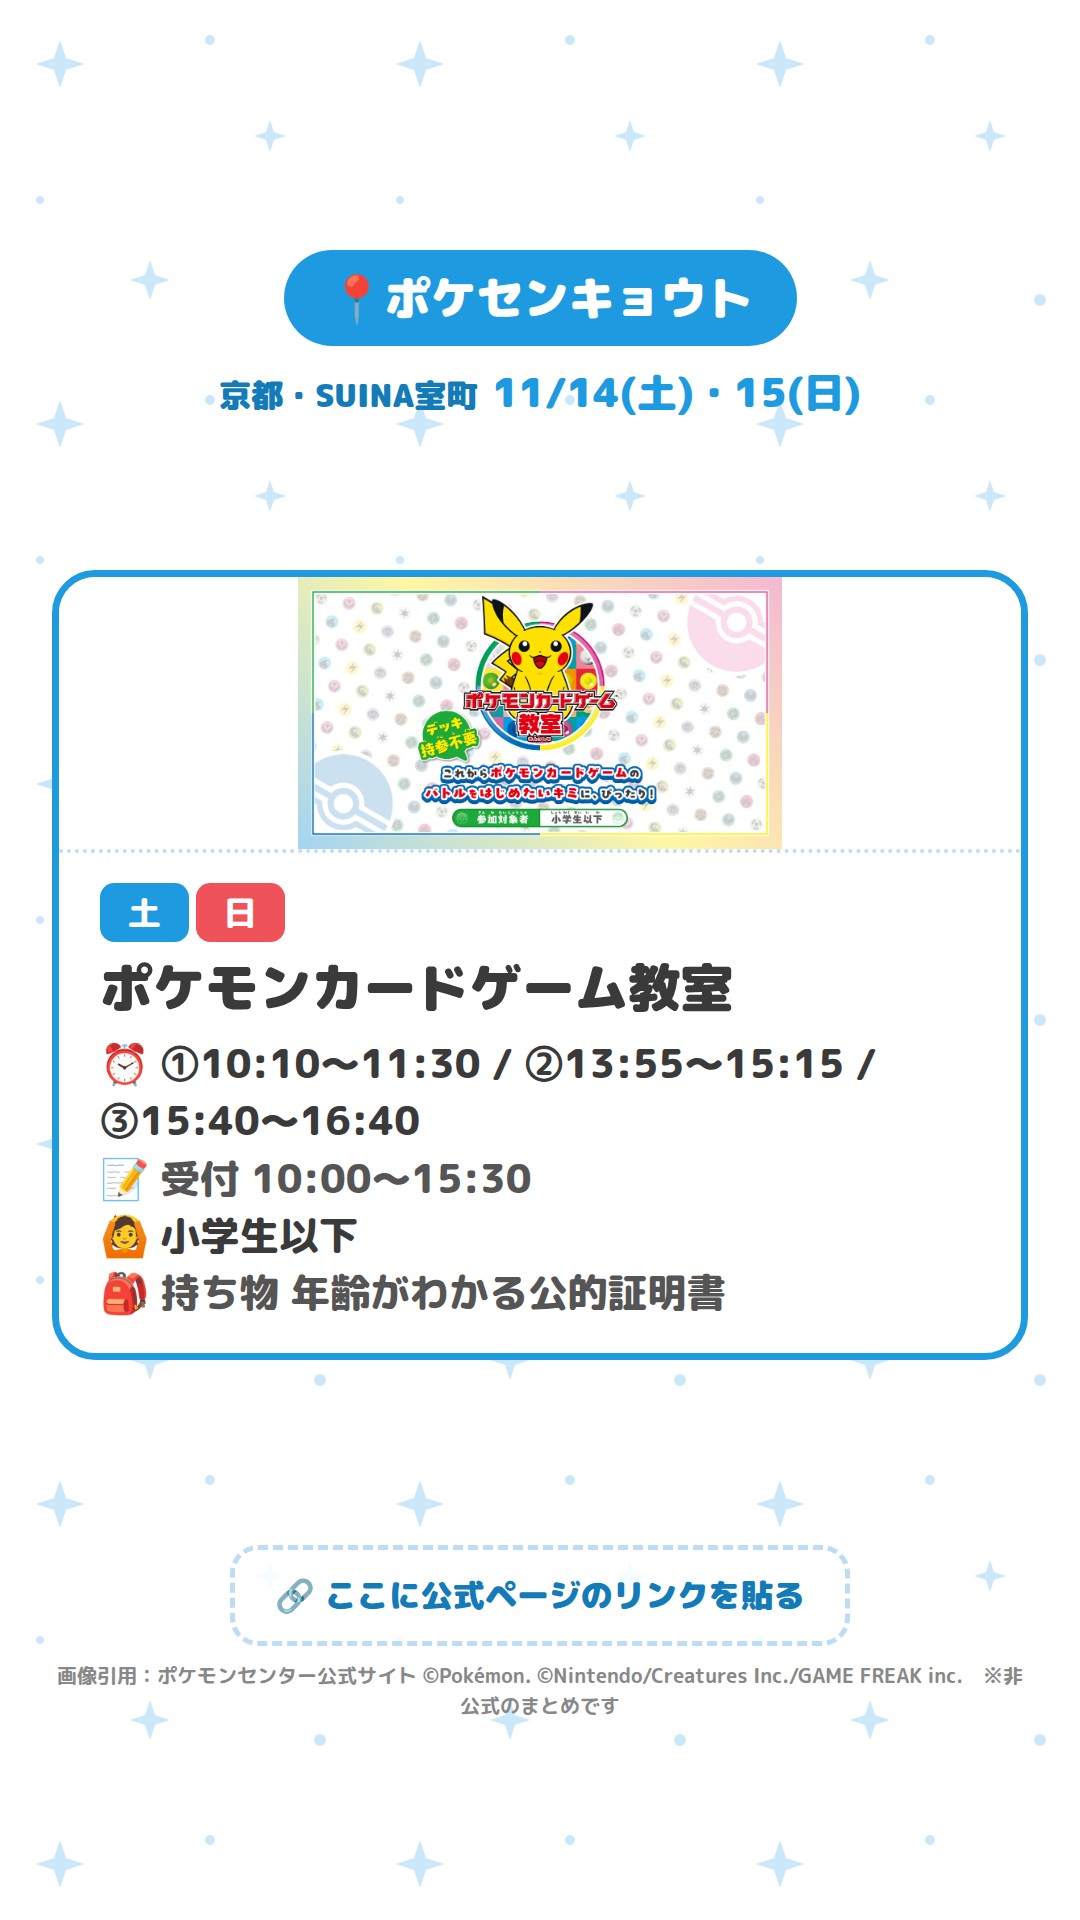 📍ポケセンキョウト
京都・SUINA室町 11/14(土)・15(日)
ポケモンカードゲーム
教室
デッキ
持参不要
これからポケモンカードゲームの
バトルをはじめたいキミに、ぴったり!
参加対象者 小学生以下
土 日
ポケモンカードゲーム教室
⏰ ①10:10〜11:30 / ②13:55〜15:15 /
③15:40〜16:40
📝 受付 10:00〜15:30
🙆 小学生以下
🎒 持ち物 年齢がわかる公的証明書
🔗 ここに公式ページのリンクを貼る
画像引用：ポケモンセンター公式サイト ©Pokémon. ©Nintendo/Creatures Inc./GAME FREAK inc.　※非
公式のまとめです